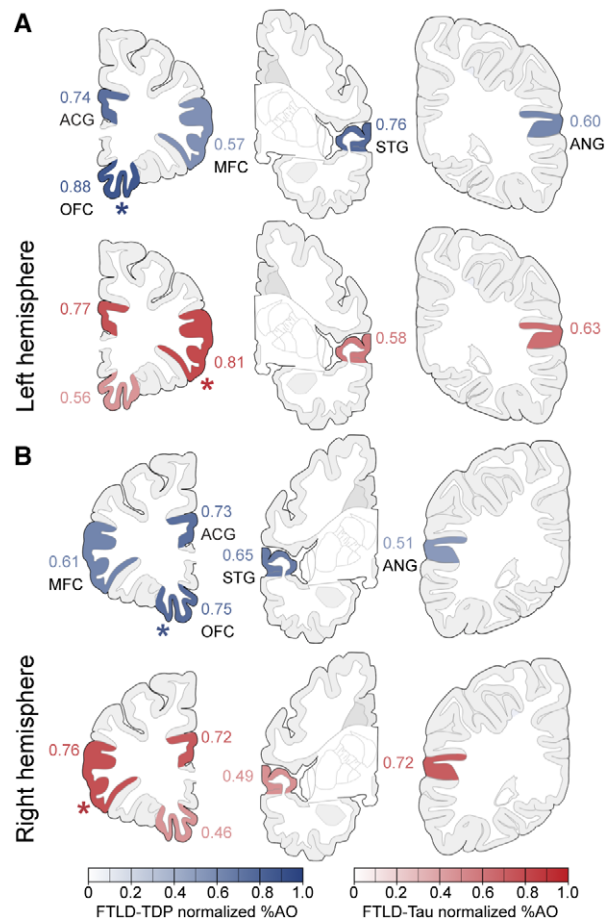 A
0.74
ACG
0.57
MFC
0.88
OFC
*
0.76
STG
0.60
ANG
Left hemisphere
0.77
0.81
*
0.56
0.58
0.63
B
0.73
ACG
0.61
MFC
0.75
OFC
*
0.65
STG
0.51
ANG
Right hemisphere
0.76
0.72
*
0.46
0.49
0.72
0 0.2 0.4 0.6 0.8 1.0
FTLD-TDP normalized %AO
0 0.2 0.4 0.6 0.8 1.0
FTLD-Tau normalized %AO